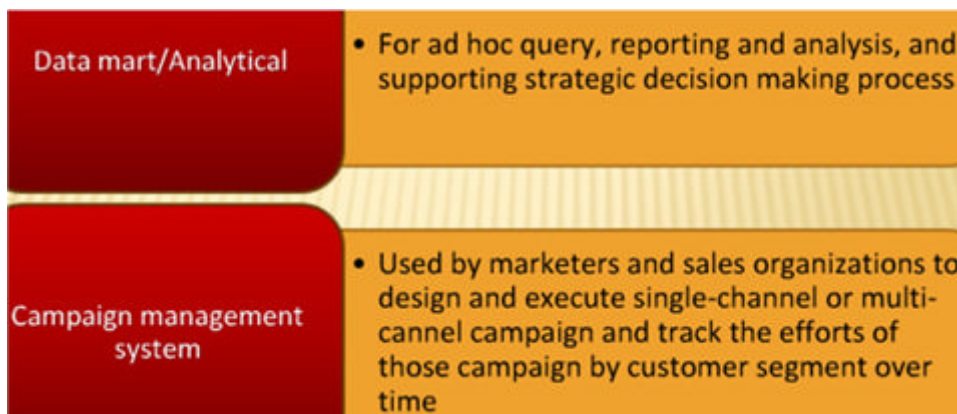 Data mart/Analytical
• For ad hoc query, reporting and analysis, and
supporting strategic decision making process
Campaign management
system
• Used by marketers and sales organizations to
design and execute single-channel or multi-
cannel campaign and track the efforts of
those campaign by customer segment over
time